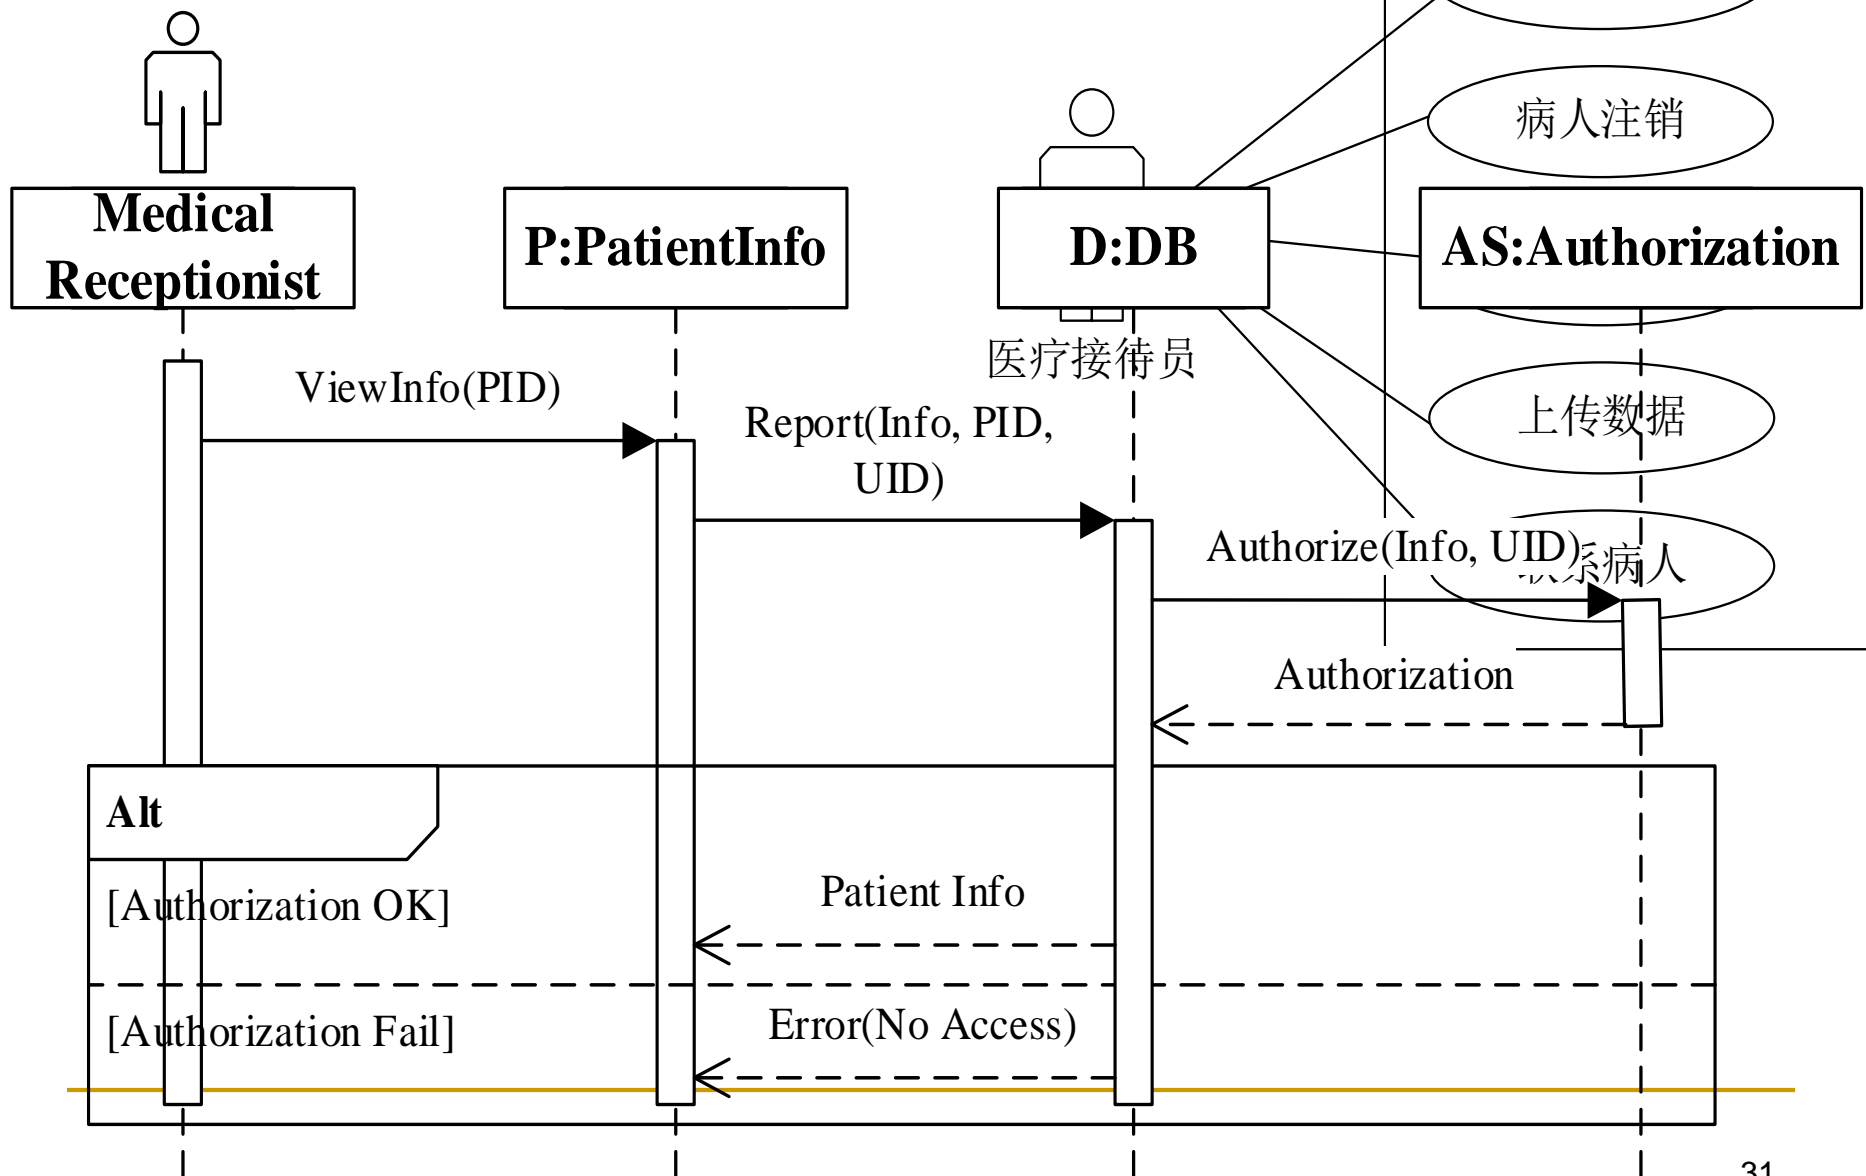 病人注销
Medical
Receptionist
P:PatientInfo
D:DB
AS:Authorization
医疗接待员
ViewInfo(PID)
Report(Info, PID,
UID)
上传数据
Authorize(Info, UID)
系病人
Authorization
Alt
[Authorization OK]
Patient Info
[Authorization Fail]
Error(No Access)
31